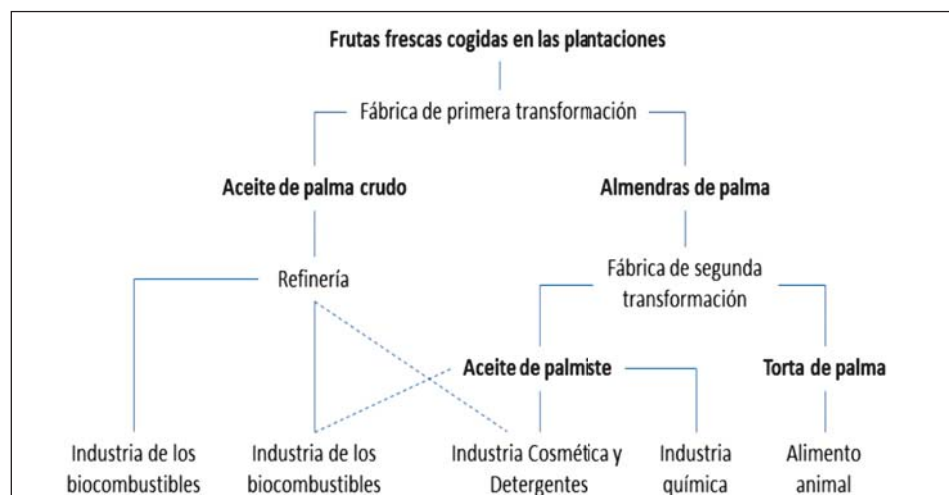 Frutas frescas cogidas en las plantaciones
Fábrica de primera transformación
Aceite de palma crudo
Almendras de palma
Refinería
Fábrica de segunda
transformación
Aceite de palmiste
Torta de palma
Industria de los
biocombustibles
Industria de los
biocombustibles
Industria Cosmética y
Detergentes
Industria
química
Alimento
animal